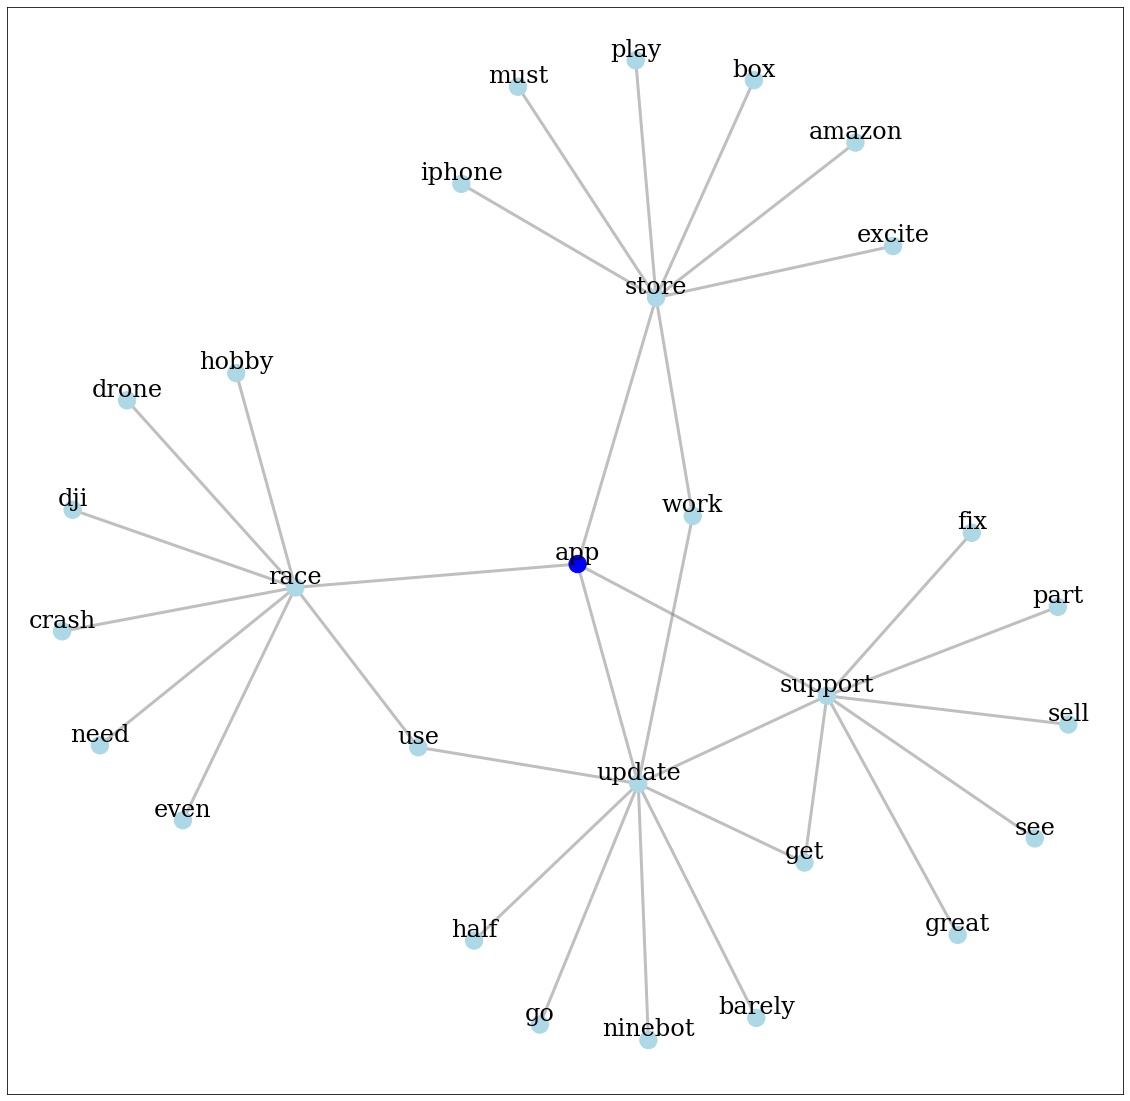 play
box
must
amazon
iphone
excite
store
hobby
drone
dji
work
fix
app
race
part
crash
support
sell
need
use
update
even
see
get
great
half
barely
go
ninebot